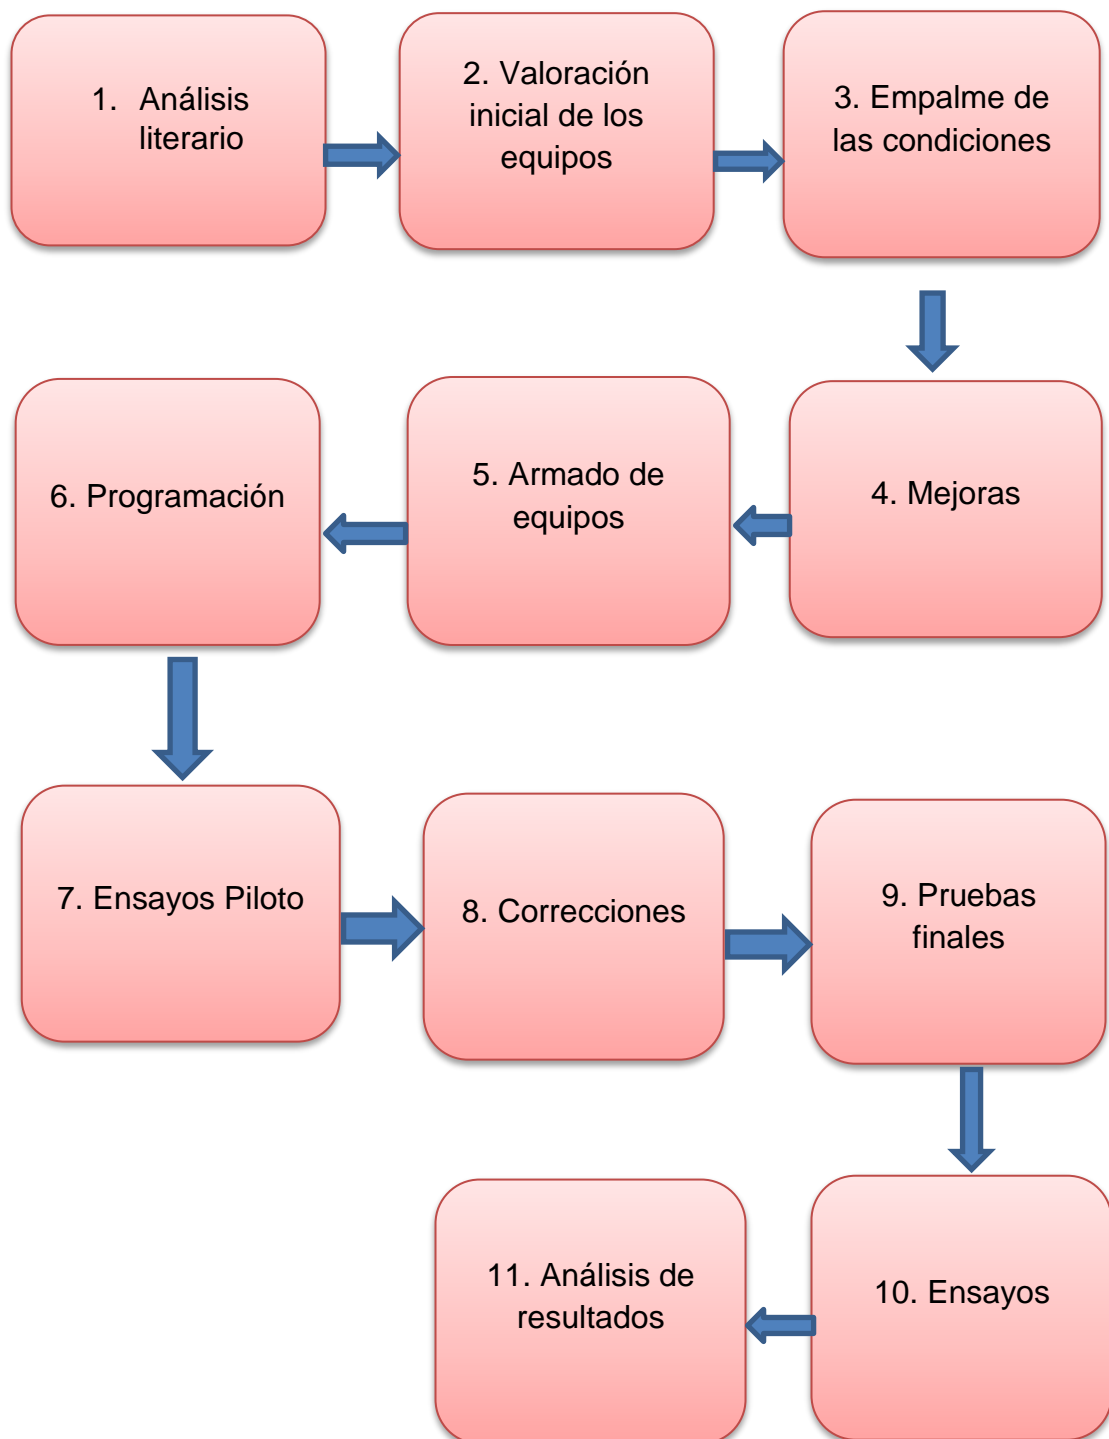 1. Análisis
literario
2. Valoración
inicial de los
equipos
3. Empalme de
las condiciones
4. Mejoras
5. Armado de
equipos
6. Programación
7. Ensayos Piloto
8. Correcciones
9. Pruebas
finales
10. Ensayos
11. Análisis de
resultados